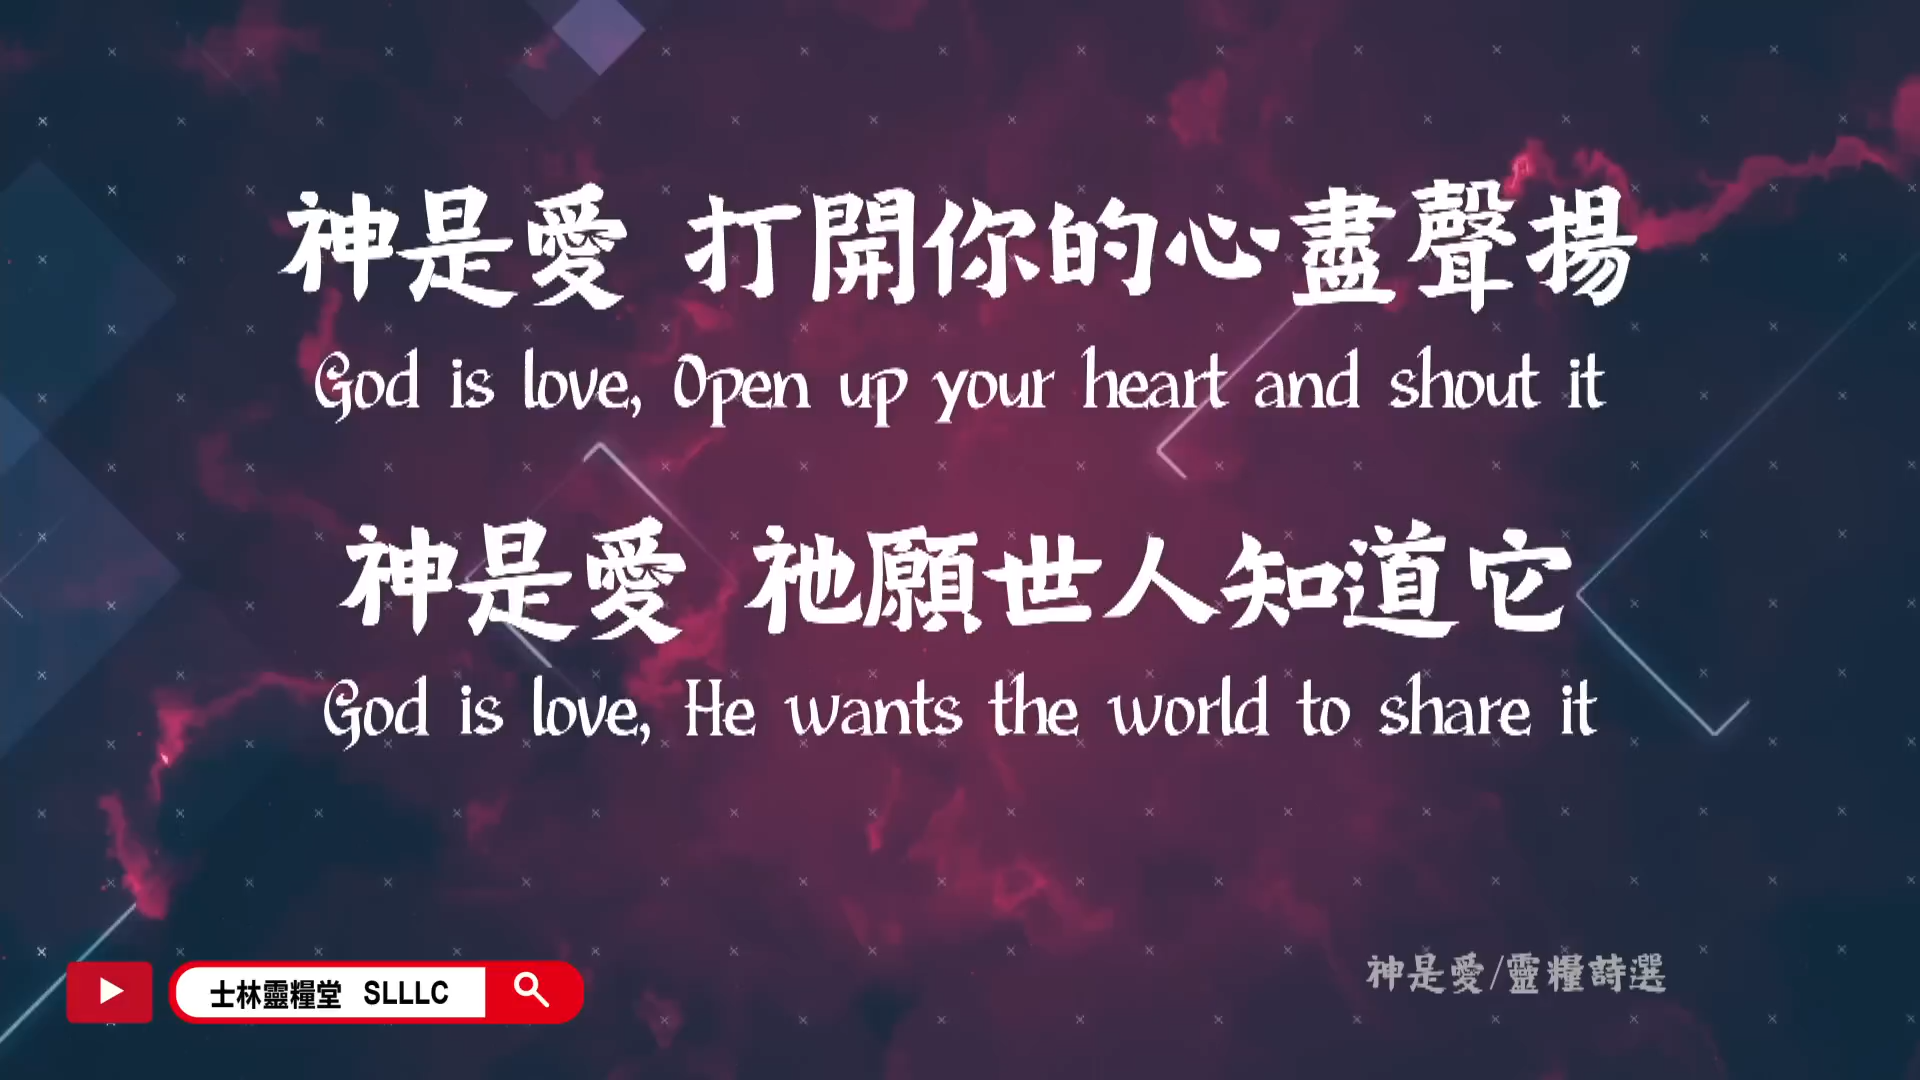 神是愛 打開你的心盡聲揚
God is love, Open up your heart and shout it
神是愛 祂願世人知道它
God is love, He wants the world to share it
士林靈糧堂 SLLLC
神是愛/靈糧詩選